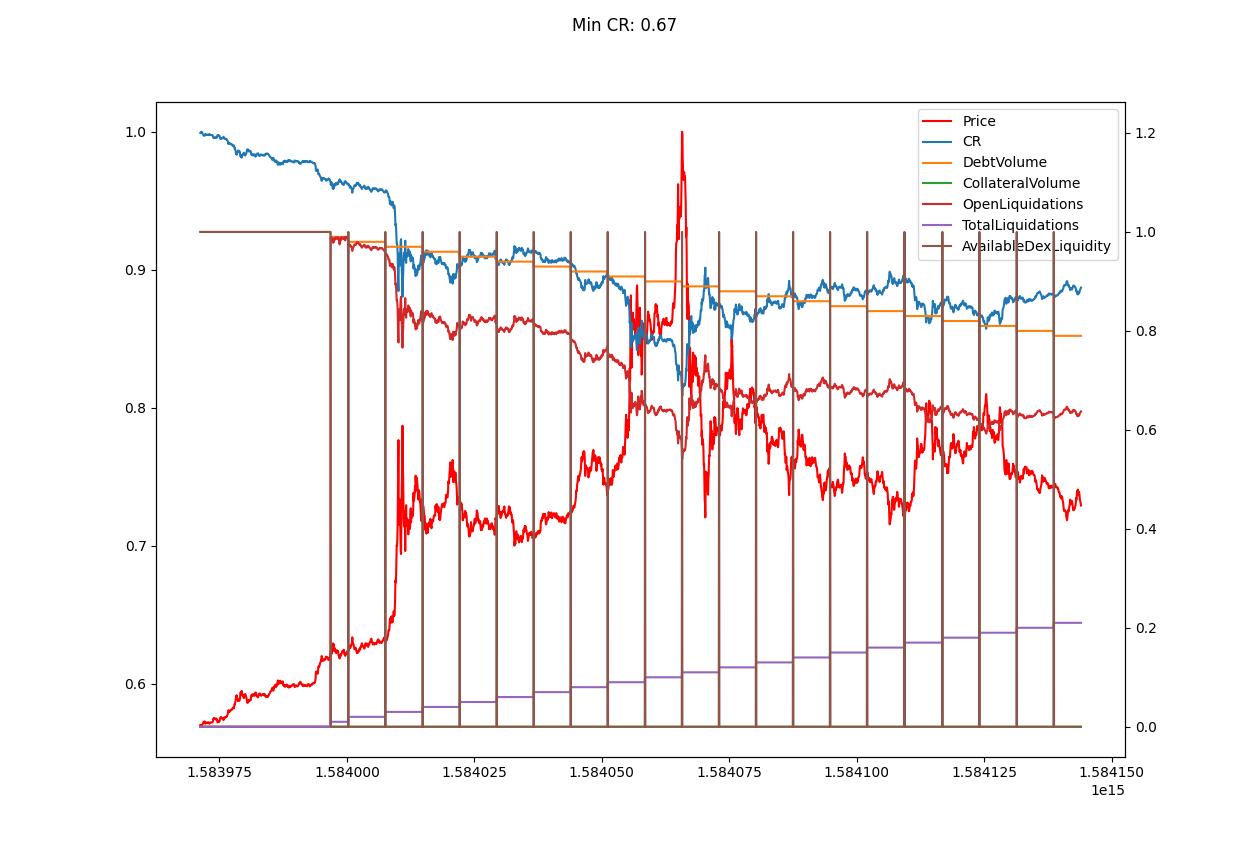 Min CR: 0.67
1.0
0.9
0.8
0.7
0.6
1.2
1.0
0.8
0.6
0.4
0.2
0.0
Price
CR
DebtVolume
CollateralVolume
OpenLiquidations
TotalLiquidations
AvailableDexLiquidity
1.583975 1.584000 1.584025 1.584050 1.584075 1.584100 1.584125 1.584150
1e15